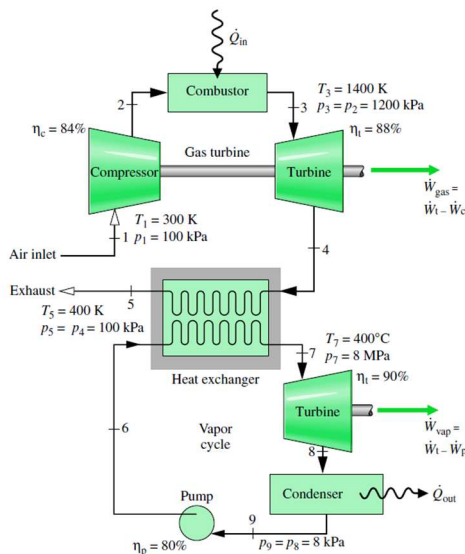 Q̇in
Combustor
T3 = 1400 K
p3 = p2 = 1200 kPa
2
3
ηc = 84%
ηt = 88%
Gas turbine
Compressor
Turbine
Ẇgas =
Ẇt – Ẇc
T1 = 300 K
p1 = 100 kPa
1
Air inlet
4
Exhaust
5
T5 = 400 K
p5 = p4 = 100 kPa
Heat exchanger
7
T7 = 400°C
p7 = 8 MPa
ηt = 90%
Turbine
Ẇvap =
Ẇt – Ẇp
6
Vapor
cycle
8
Condenser
Q̇out
Pump
9
p9 = p8 = 8 kPa
ηp = 80%